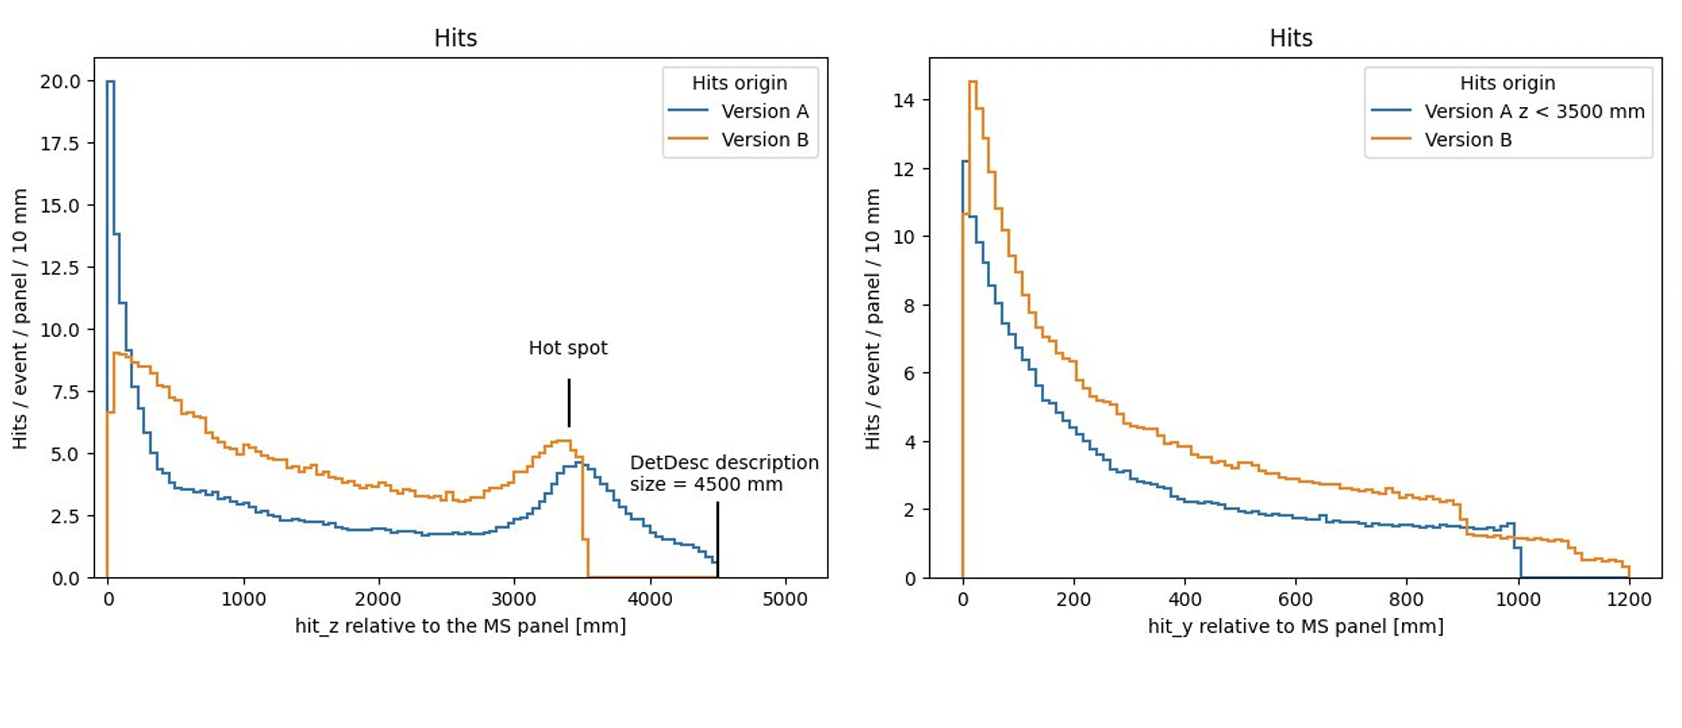 Hits
Hits origin
Version A
Version B
20.0
17.5
15.0
12.5
10.0
7.5
5.0
2.5
0.0
Hits / event / panel / 10 mm
Hot spot
DetDesc description
size = 4500 mm
0 1000 2000 3000 4000 5000
hit_z relative to the MS panel [mm]
Hits
Hits origin
Version A z < 3500 mm
Version B
14
12
10
8
6
4
2
0
Hits / event / panel / 10 mm
0 200 400 600 800 1000 1200
hit_y relative to MS panel [mm]